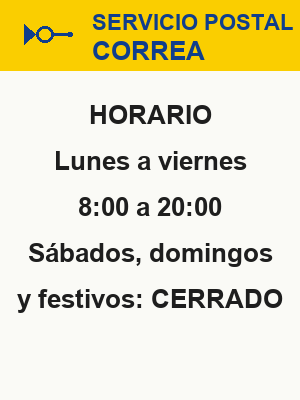 SERVICIO POSTAL
CORREA
HORARIO
Lunes a viernes
8:00 a 20:00
Sábados, domingos
y festivos: CERRADO